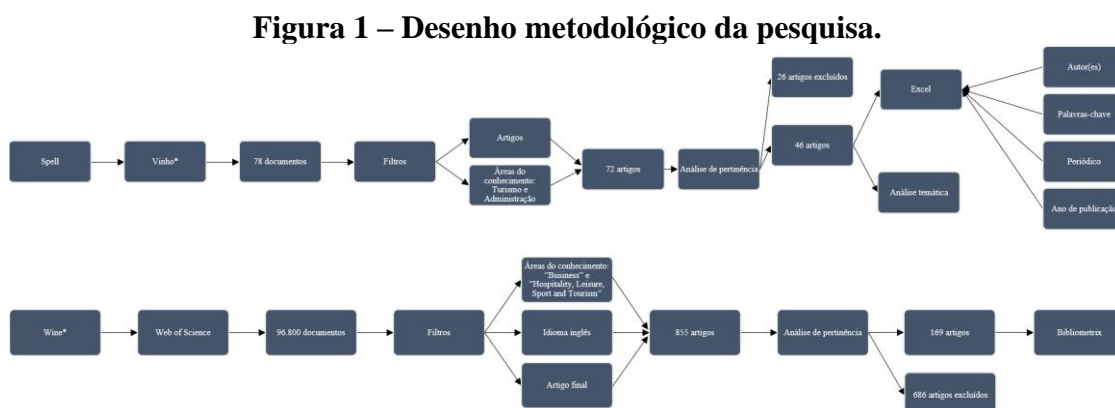 Figura 1 – Desenho metodológico da pesquisa.
Spell
Vinho*
78 documentos
Filtros
Artigos
Áreas do
conhecimento:
Turismo e
Administração
72 artigos
Análise de pertinência
26 artigos excluídos
46 artigos
Excel
Análise temática
Autor(es)
Palavras-chave
Periódico
Ano de publicação
Wine*
Web of Science
96.800 documentos
Filtros
Áreas do conhecimento:
“Business” e
“Hospitality, Leisure,
Sport and Tourism”
Idioma inglês
Artigo final
855 artigos
Análise de pertinência
169 artigos
686 artigos excluídos
Bibliometrix